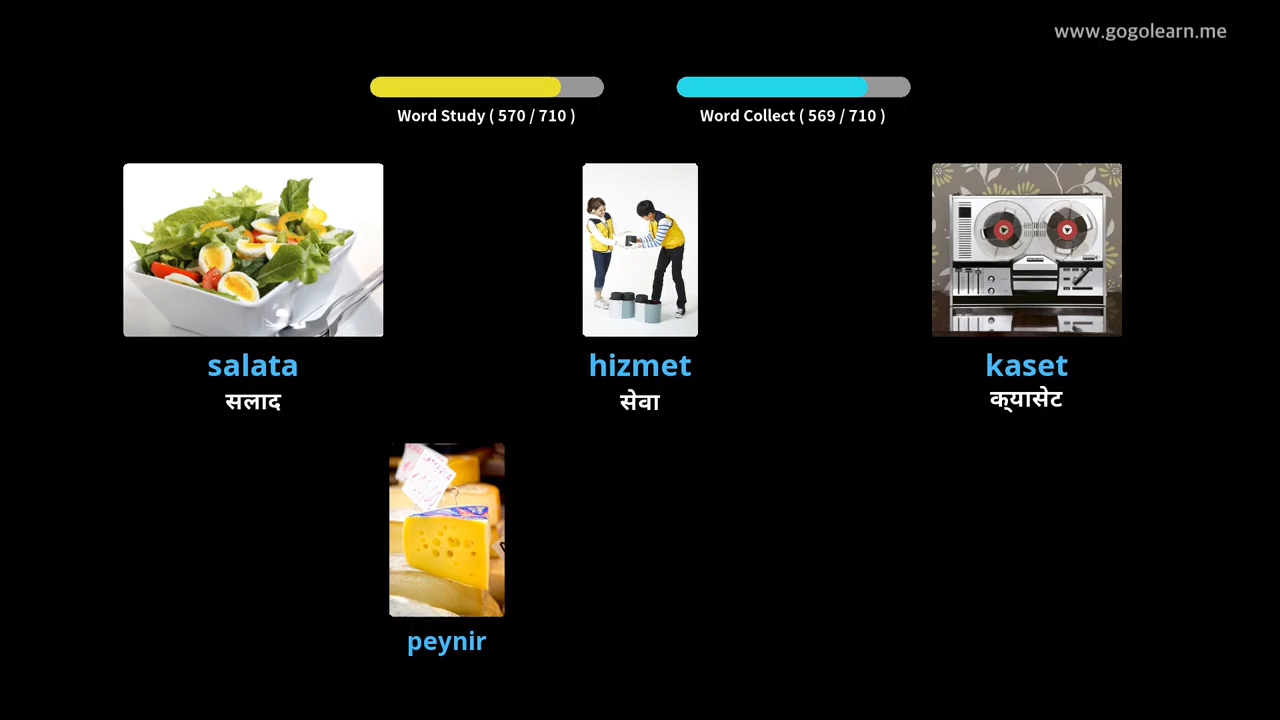 www.gogolearn.me
Word Study ( 570 / 710 )
Word Collect ( 569 / 710 )
salata
सलाद
hizmet
सेवा
kaset
क्यासेट
peynir